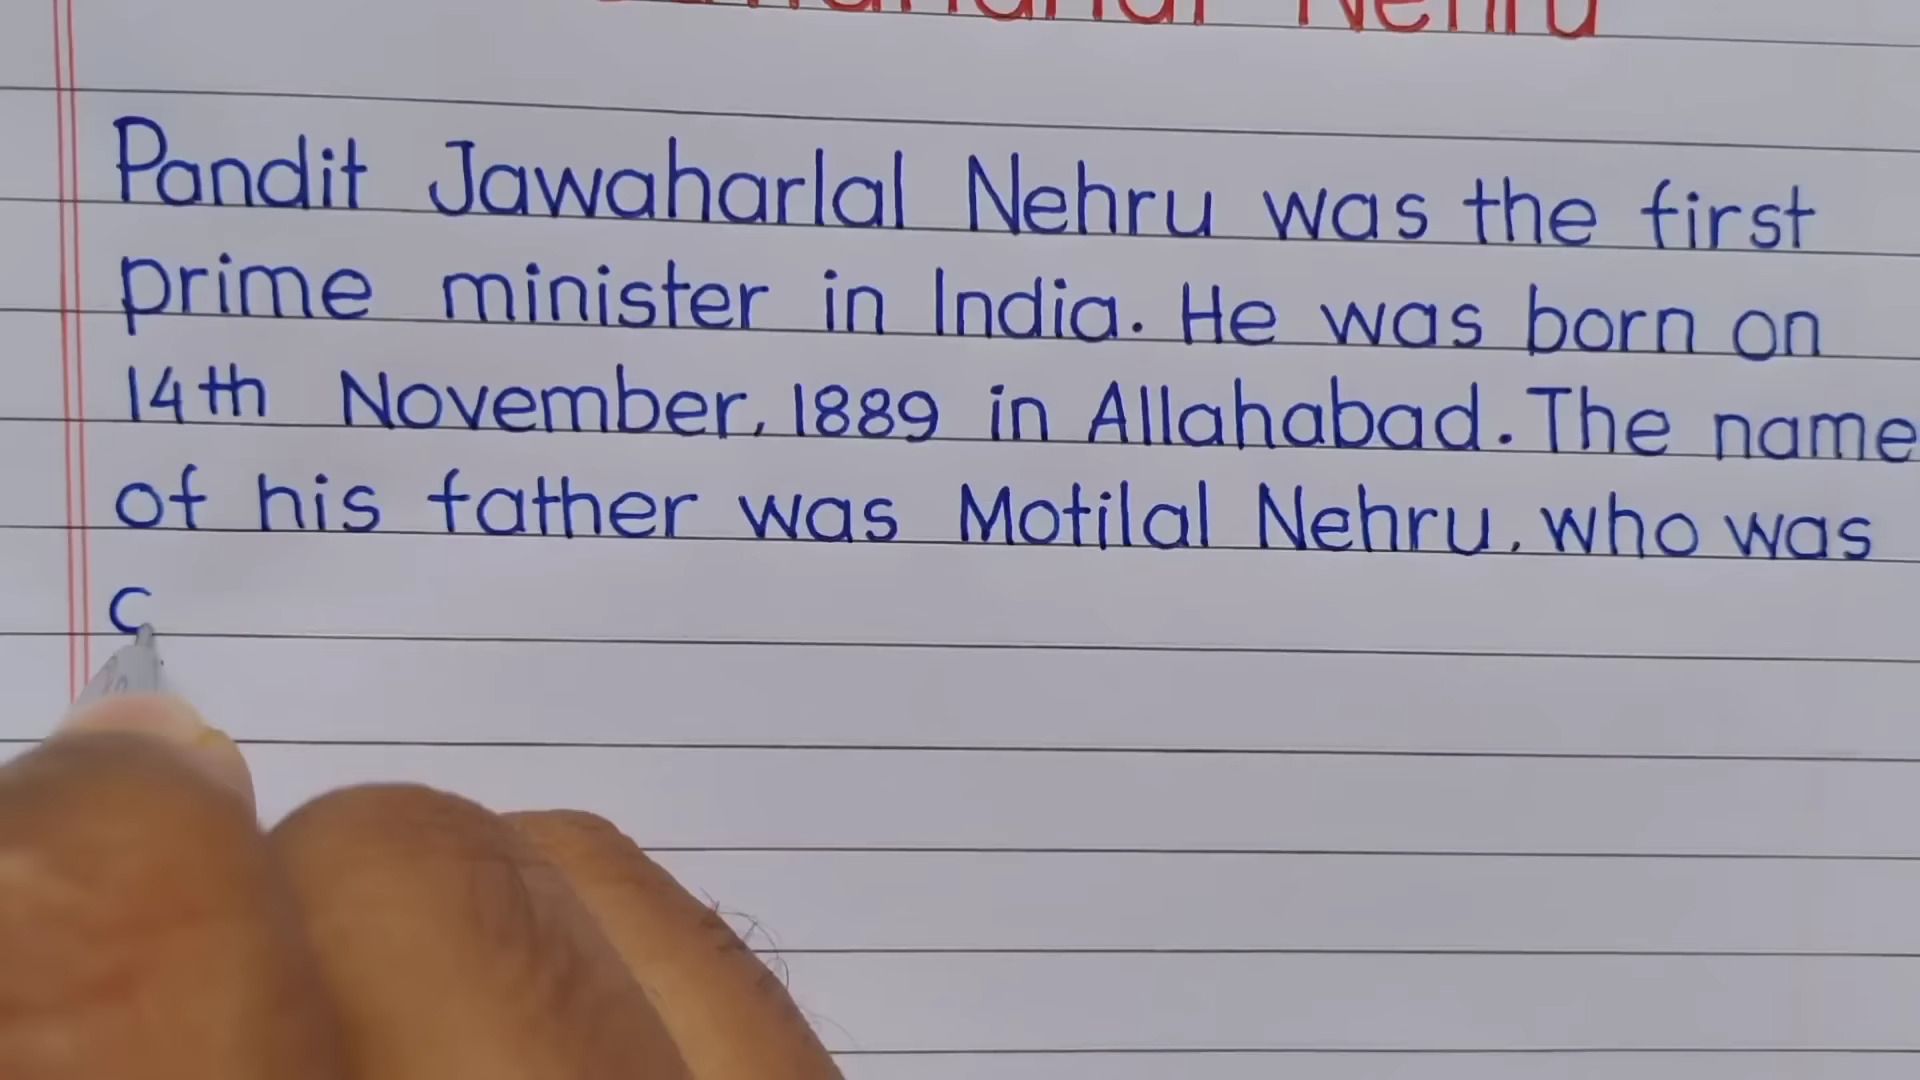 Nehru
Pandit Jawaharlal Nehru was the first
prime minister in India. He was born on
14th November, 1889 in Allahabad. The name
of his father was Motilal Nehru, who was